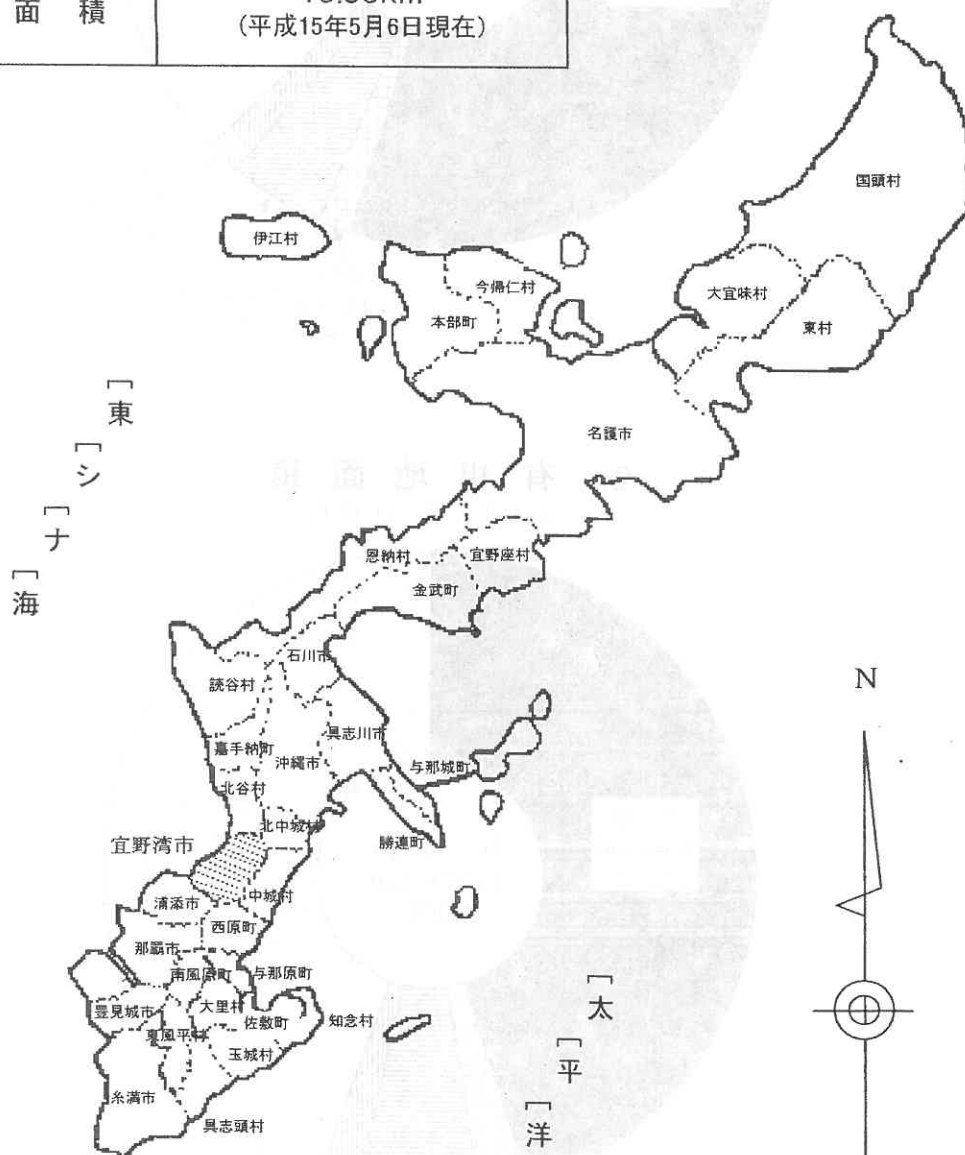 面 積
(平成15年5月6日現在)
国頭村
伊江村
今帰仁村
大宜味村
本部町
東村
名護市
[東
[シ
[ナ
[海
恩納村
宜野座村
金武町
石川市
読谷村
N
具志川市
嘉手納町
沖縄市
与那城町
北谷村
北中城村
勝連町
宜野湾市
中城村
浦添市
西原町
那覇市
南風原町
与那原町
大里村
豊見城市
佐敷町
知念村
東風平村
玉城村
糸満市
具志頭村
[太
[平
[洋